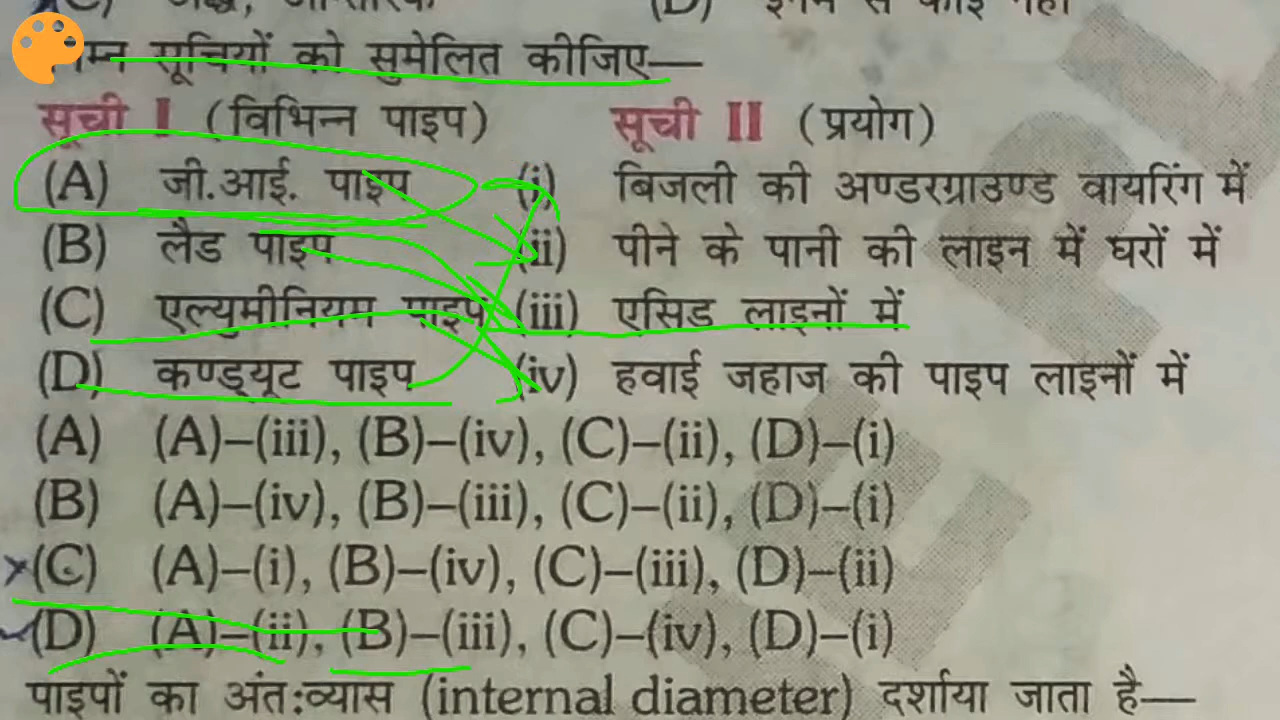 (D) इनमें से कोई नहीं
सूचियों को सुमेलित कीजिए—
सूची I (विभिन्न पाइप) सूची II (प्रयोग)
(A) जी.आई. पाइप (i) बिजली की अण्डरग्राउण्ड वायरिंग में
(B) लैड पाइप (ii) पीने के पानी की लाइन में घरों में
(C) एल्युमीनियम पाइप (iii) एसिड लाइनों में
(D) कण्ड्यूट पाइप (iv) हवाई जहाज की पाइप लाइनों में
(A) (A)–(iii), (B)–(iv), (C)–(ii), (D)–(i)
(B) (A)–(iv), (B)–(iii), (C)–(ii), (D)–(i)
(C) (A)–(i), (B)–(iv), (C)–(iii), (D)–(ii)
(D) (A)–(ii), (B)–(iii), (C)–(iv), (D)–(i)
पाइपों का अंत:व्यास (internal diameter) दर्शाया जाता है—